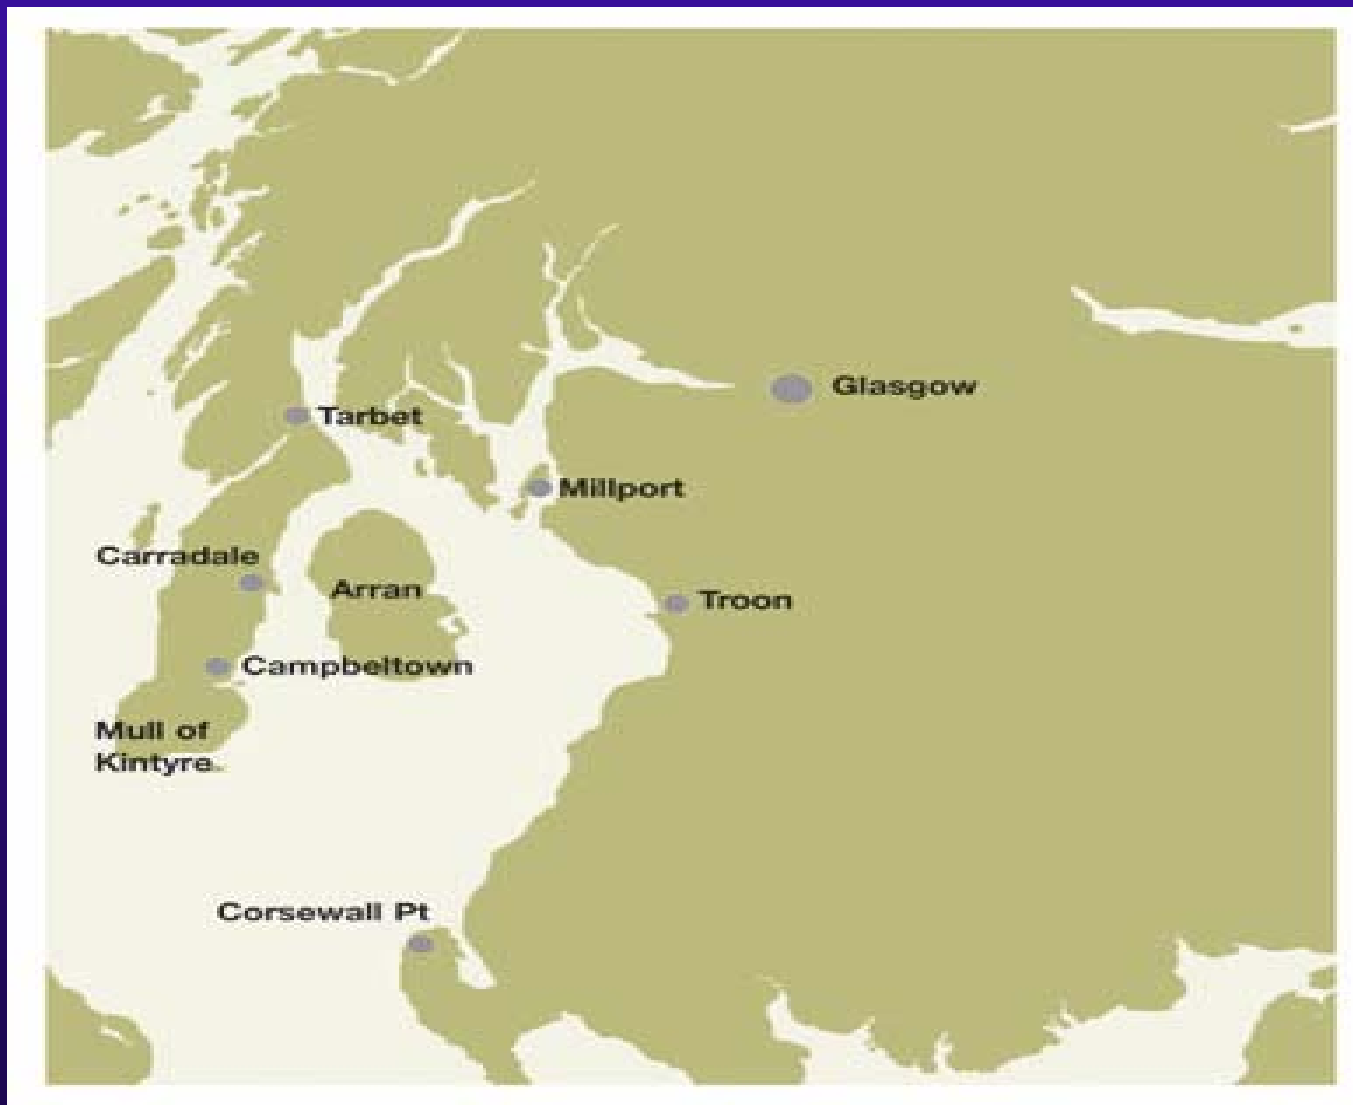 Glasgow
Tarbet
Millport
Carradale
Arran
Troon
Campbeltown
Mull of
Kintyre
Corsewall Pt